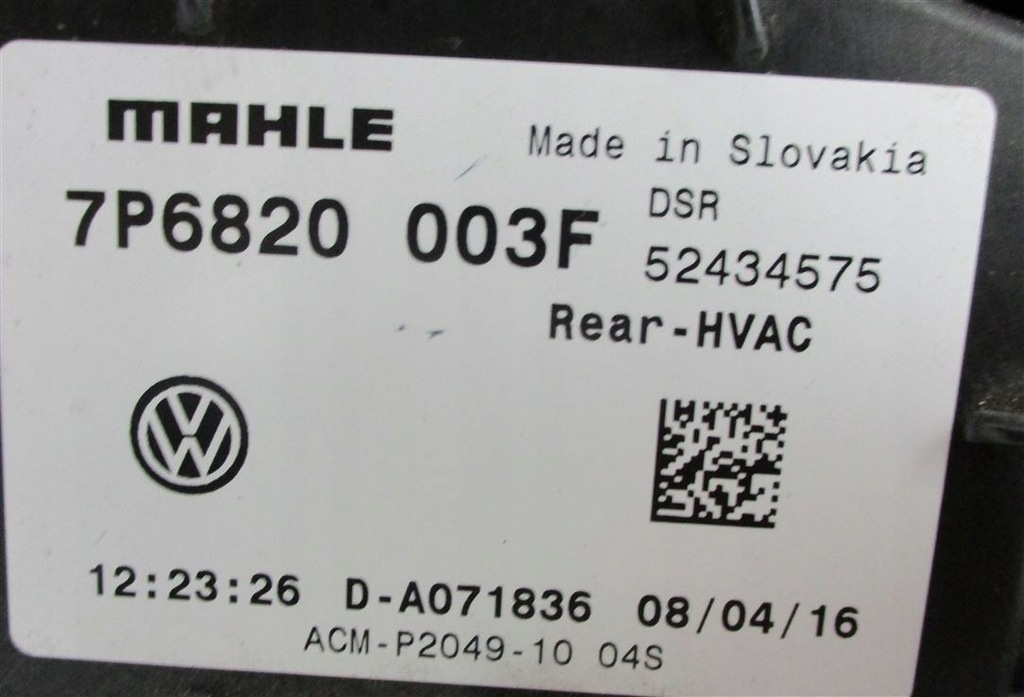 MAHLE
Made in Slovakia
7P6820 003F
DSR
52434575
Rear-HVAC
VW
12:23:26 D-A071836 08/04/16
ACM-P2049-10 04S